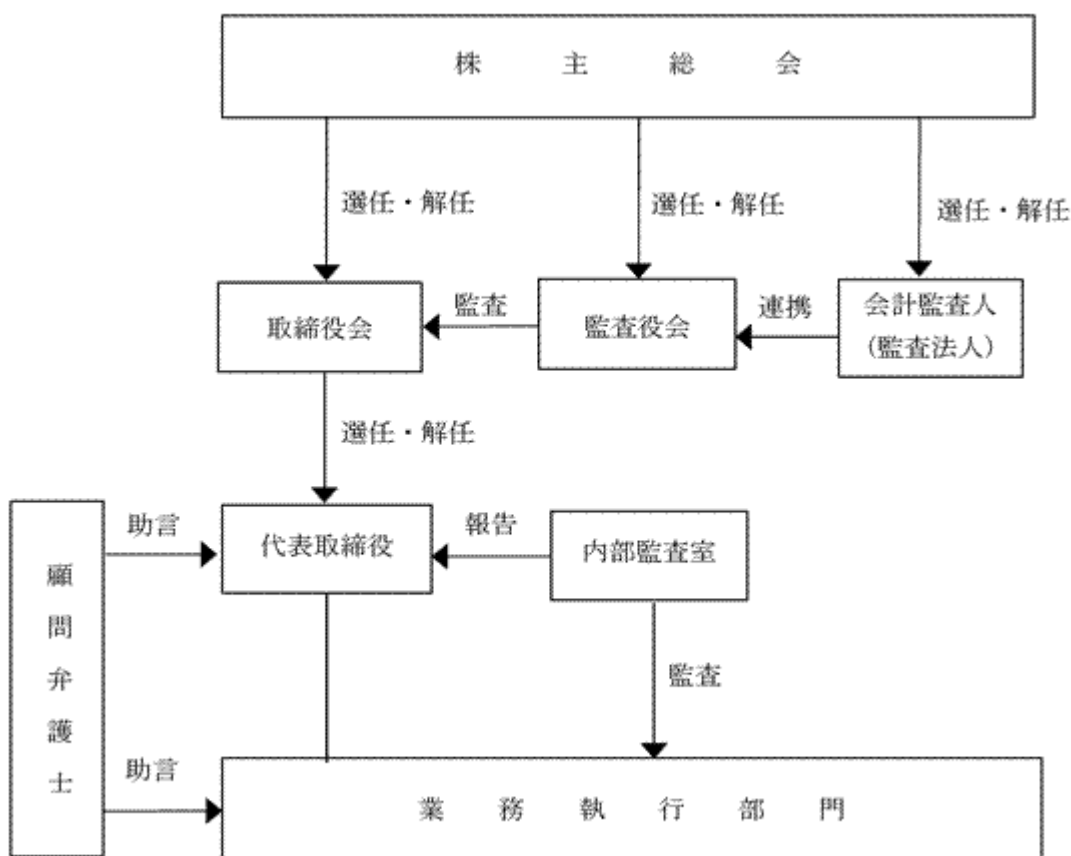 株主総会
選任・解任
選任・解任
選任・解任
取締役会
監査
監査役会
連携
会計監査人
（監査法人）
選任・解任
顧問弁護士
助言
代表取締役
報告
内部監査室
監査
助言
業務執行部門